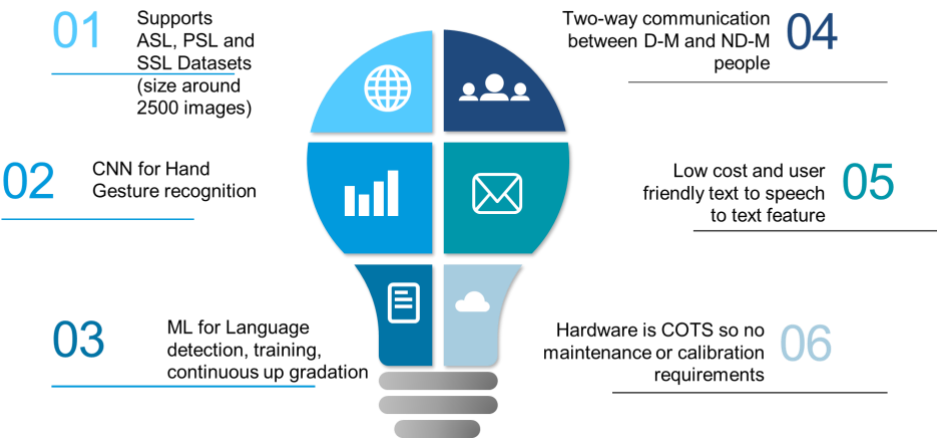 01
Supports
ASL, PSL and
SSL Datasets
(size around
2500 images)
02
CNN for Hand
Gesture recognition
03
ML for Language
detection, training,
continuous up gradation
Two-way communication
between D-M and ND-M
people
04
Low cost and user
friendly text to speech
to text feature
05
Hardware is COTS so no
maintenance or calibration
requirements
06